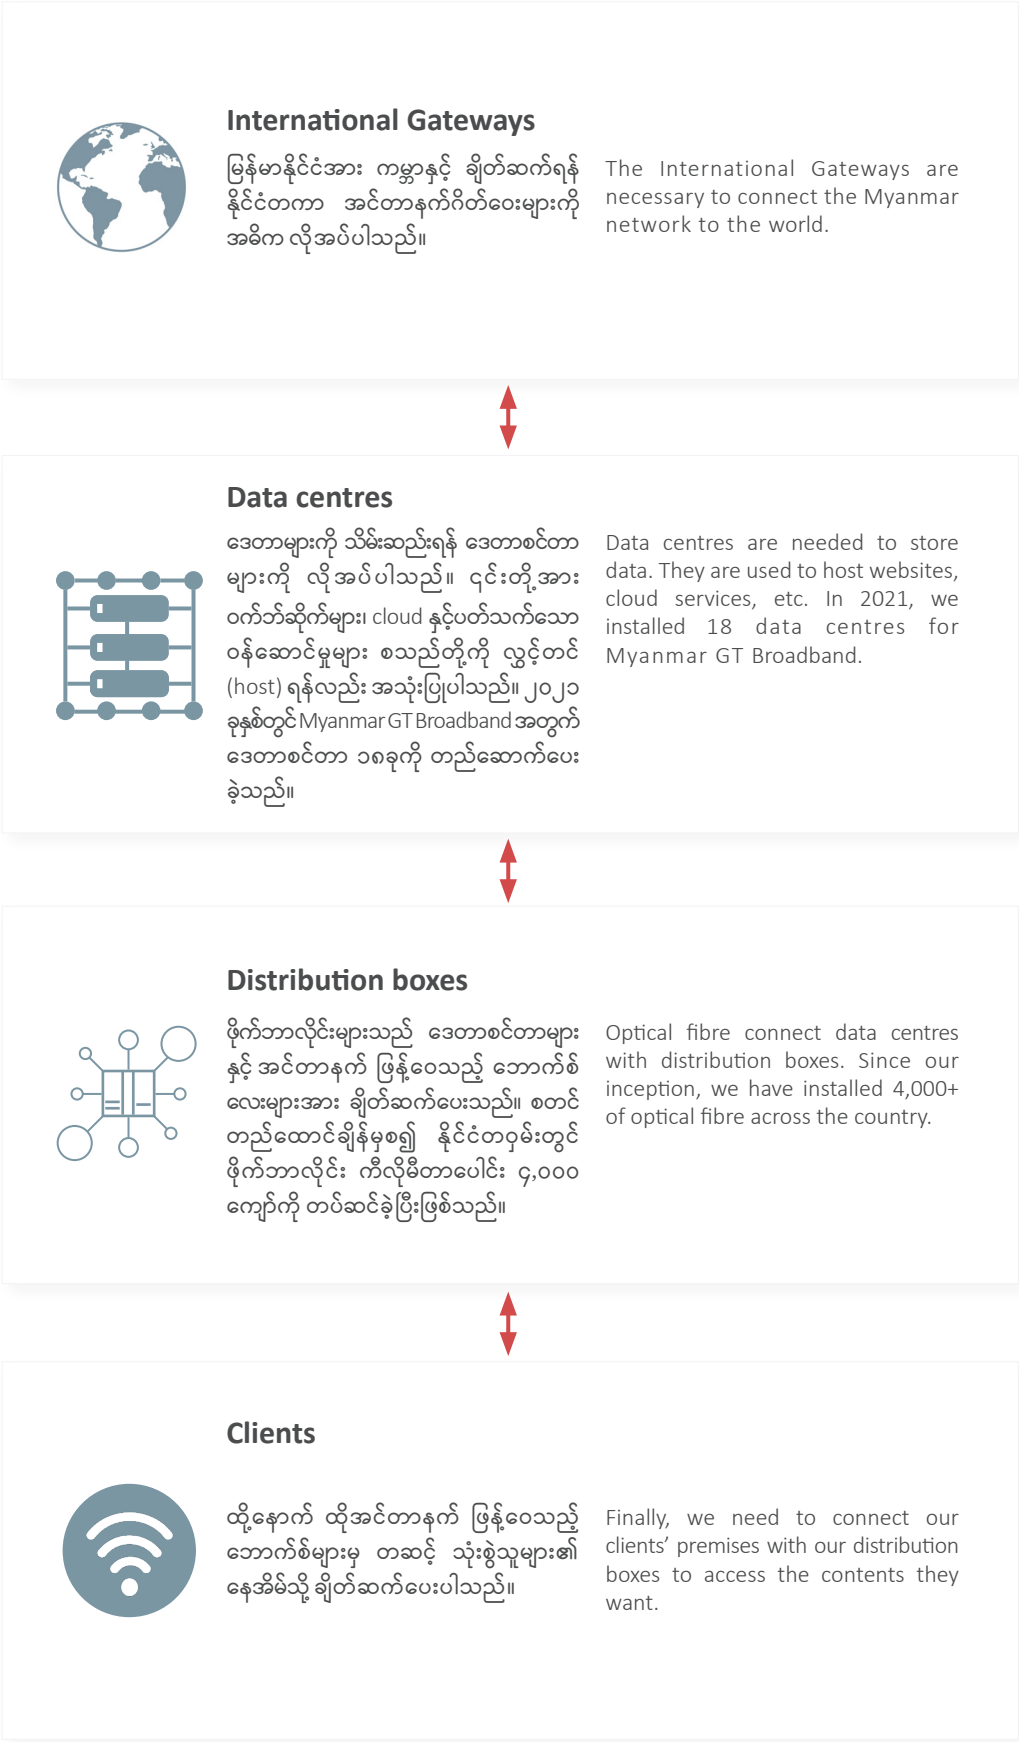 International Gateways
မြန်မာနိုင်ငံအား ကမ္ဘာနှင့် ချိတ်ဆက်ရန်
နိုင်ငံတကာ အင်တာနက်ဂိတ်ဝေးများကို
အဓိက လိုအပ်ပါသည်။
The International Gateways are
necessary to connect the Myanmar
network to the world.
Data centres
ဒေတာများကို သိမ်းဆည်းရန် ဒေတာစင်တာ
များကို လိုအပ်ပါသည်။ ၎င်းတို့အား
ဝက်ဘ်ဆိုက်များ၊ cloud နှင့်ပတ်သက်သော
ဝန်ဆောင်မှုများ စသည်တို့ကို လွှင့်တင်
(host) ရန်လည်း အသုံးပြုပါသည်။ ၂၀၂၁
ခုနှစ်တွင် Myanmar GT Broadband အတွက်
ဒေတာစင်တာ ၁၈ခုကို တည်ဆောက်ပေး
ခဲ့သည်။
Data centres are needed to store
data. They are used to host websites,
cloud services, etc. In 2021, we
installed 18 data centres for
Myanmar GT Broadband.
Distribution boxes
ဖိုက်ဘာလိုင်းများသည် ဒေတာစင်တာများ
နှင့် အင်တာနက် ဖြန့်ဝေသည့် ဘောက်စ်
လေးများအား ချိတ်ဆက်ပေးသည်။ စတင်
တည်ထောင်ချိန်မှစ၍ နိုင်ငံတဝှမ်းတွင်
ဖိုက်ဘာလိုင်း ကီလိုမီတာပေါင်း ၄,၀၀၀
ကျော်ကို တပ်ဆင်ခဲ့ပြီးဖြစ်သည်။
Optical fibre connect data centres
with distribution boxes. Since our
inception, we have installed 4,000+
of optical fibre across the country.
Clients
ထို့နောက် ထိုအင်တာနက် ဖြန့်ဝေသည့်
ဘောက်စ်များမှ တဆင့် သုံးစွဲသူများ၏
နေအိမ်သို့ ချိတ်ဆက်ပေးပါသည်။
Finally, we need to connect our
clients’ premises with our distribution
boxes to access the contents they
want.